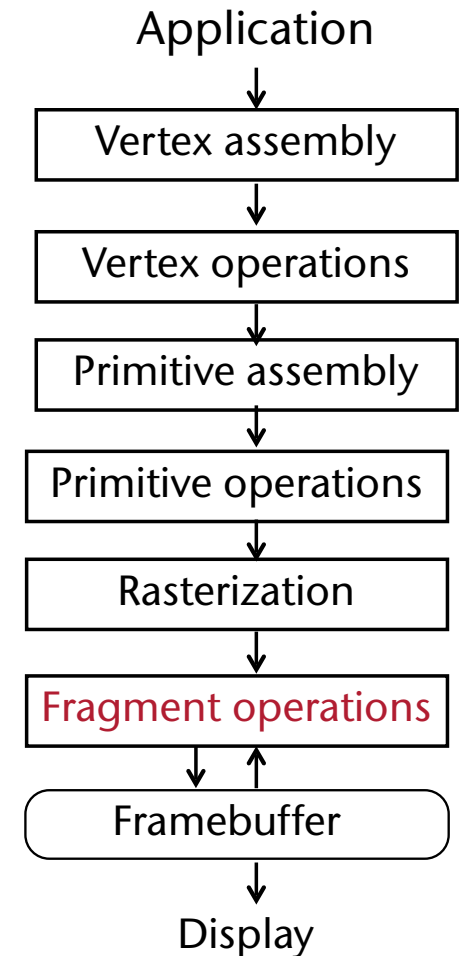 Application
Vertex assembly
Vertex operations
Primitive assembly
Primitive operations
Rasterization
Fragment operations
Framebuffer
Display